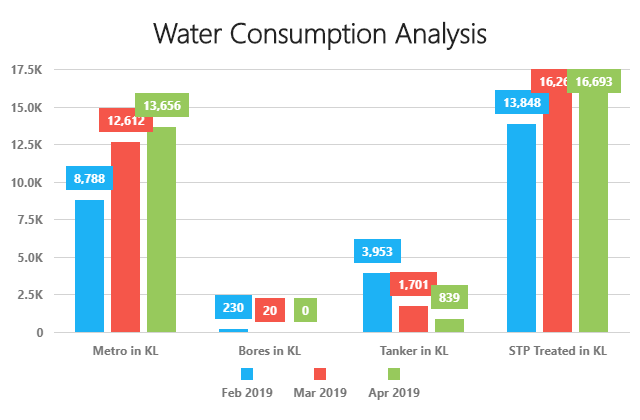 Water Consumption Analysis
17.5K
15.0K
12.5K
10.0K
7.5K
5.0K
2.5K
0
8,788
12,612
13,656
230
20
0
3,953
1,701
839
13,848
16,693
Metro in KL
Bores in KL
Tanker in KL
STP Treated in KL
Feb 2019
Mar 2019
Apr 2019